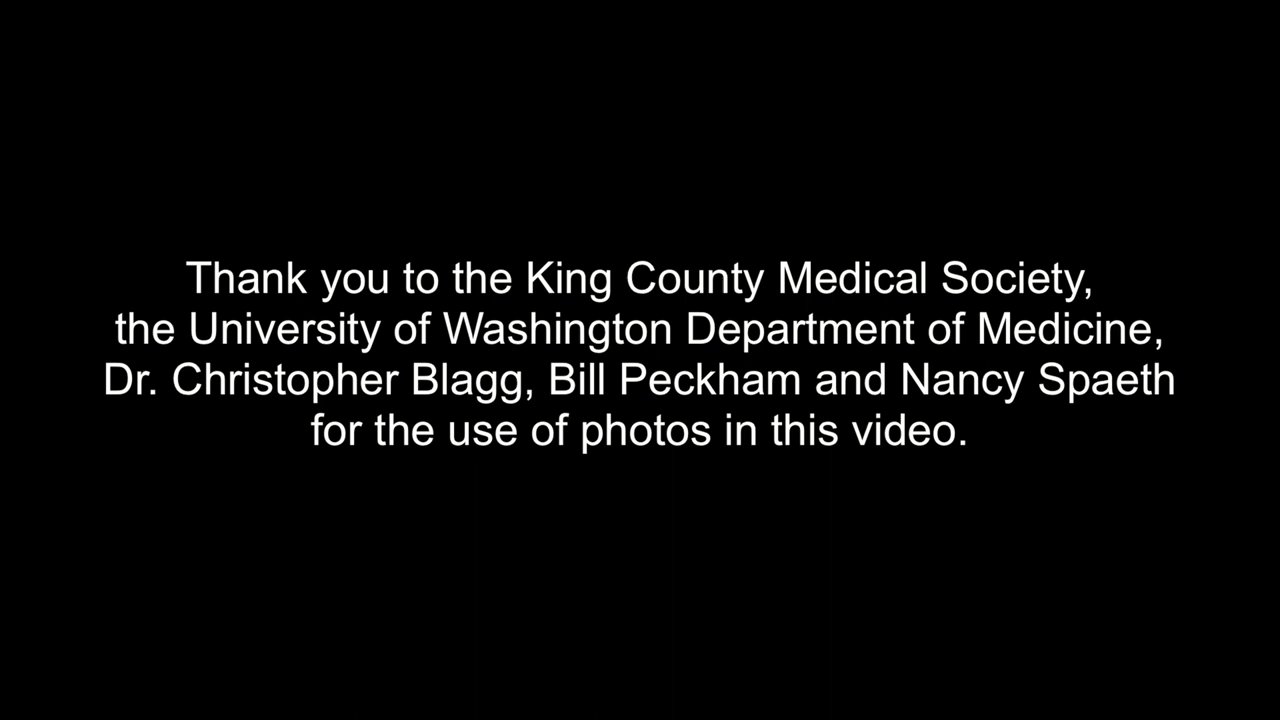 Thank you to the King County Medical Society,
the University of Washington Department of Medicine,
Dr. Christopher Blagg, Bill Peckham and Nancy Spaeth
for the use of photos in this video.